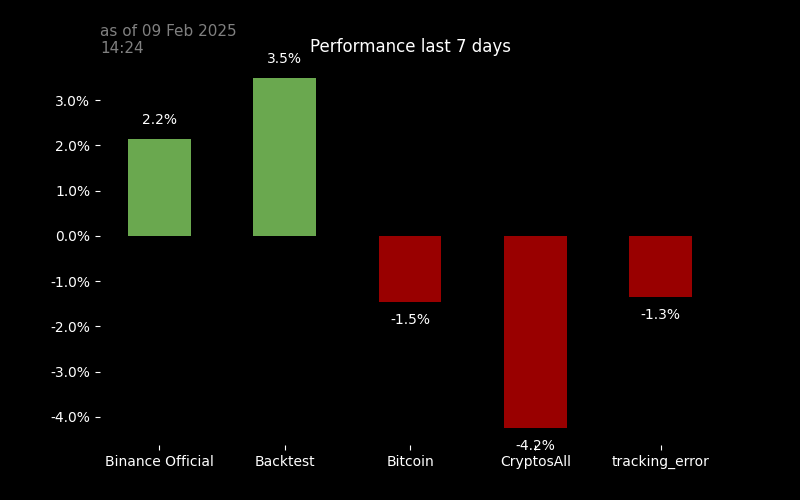 as of 09 Feb 2025
14:24
Performance last 7 days
3.5%
2.2%
3.0%
2.0%
1.0%
0.0%
-1.0%
-2.0%
-3.0%
-4.0%
-1.5%
-1.3%
-4.2%
Binance Official
Backtest
Bitcoin
CryptosAll
tracking_error